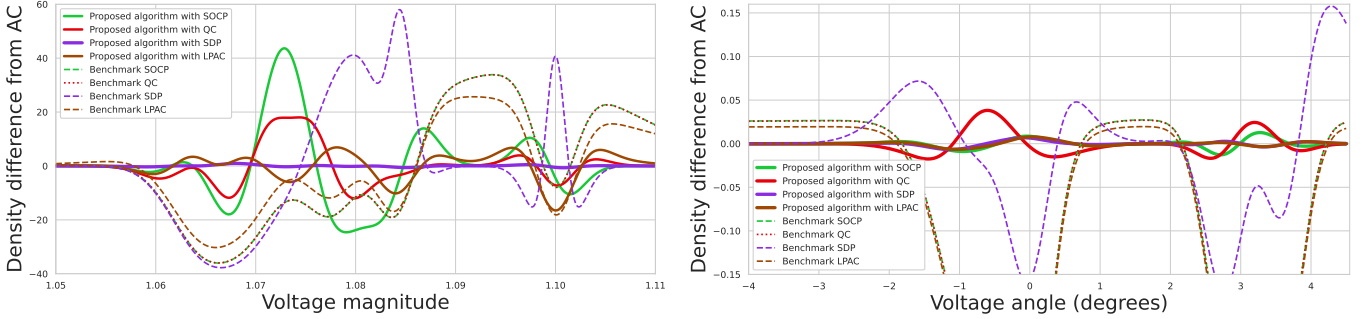 Density difference from AC
60
40
20
0
−20
−40
Proposed algorithm with SOCP
Proposed algorithm with QC
Proposed algorithm with SDP
Proposed algorithm with LPAC
Benchmark SOCP
Benchmark QC
Benchmark SDP
Benchmark LPAC
1.05 1.06 1.07 1.08 1.09 1.10 1.11
Voltage magnitude
Density difference from AC
0.15
0.10
0.05
0.00
−0.05
−0.10
−0.15
Proposed algorithm with SOCP
Proposed algorithm with QC
Proposed algorithm with SDP
Proposed algorithm with LPAC
Benchmark SOCP
Benchmark QC
Benchmark SDP
Benchmark LPAC
−4 −3 −2 −1 0 1 2 3 4
Voltage angle (degrees)